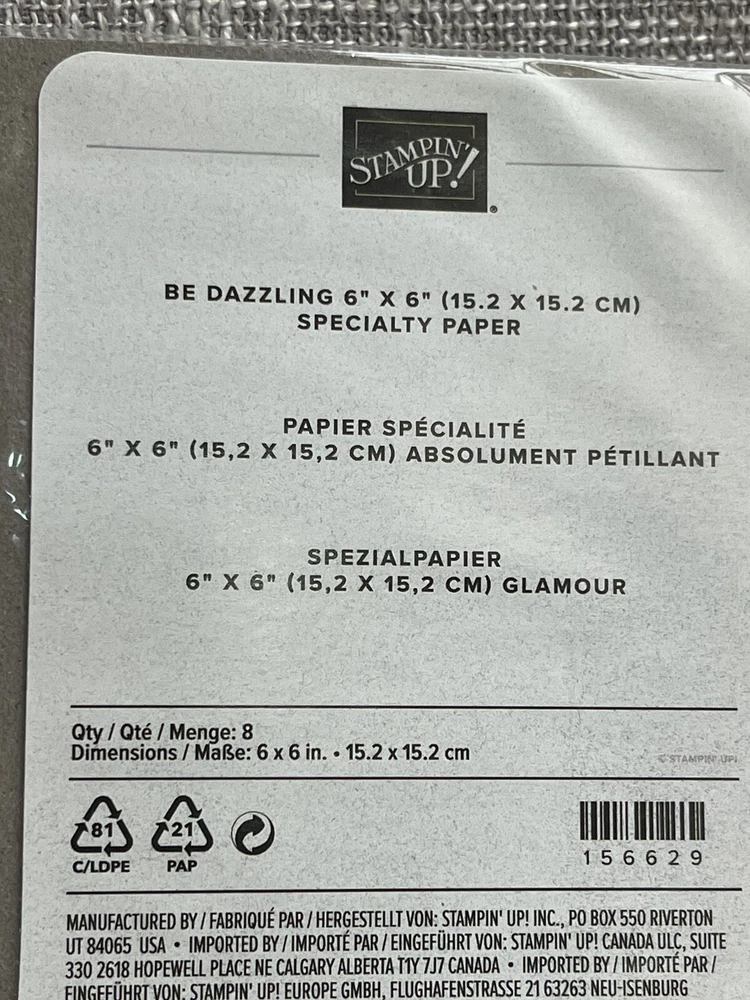 STAMPIN' UP!®
BE DAZZLING 6" X 6" (15.2 X 15.2 CM)
SPECIALTY PAPER
PAPIER SPÉCIALITÉ
6" X 6" (15,2 X 15,2 CM) ABSOLUMENT PÉTILLANT
SPEZIALPAPIER
6" X 6" (15,2 X 15,2 CM) GLAMOUR
Qty / Qté / Menge: 8
Dimensions / Maße: 6 x 6 in. • 15.2 x 15.2 cm
© STAMPIN' UP!
81 21
C/LDPE PAP
156629
MANUFACTURED BY / FABRIQUÉ PAR / HERGESTELLT VON: STAMPIN' UP! INC., PO BOX 550 RIVERTON
UT 84065 USA • IMPORTED BY / IMPORTÉ PAR / EINGEFÜHRT VON: STAMPIN' UP! CANADA ULC, SUITE
330 2618 HOPEWELL PLACE NE CALGARY ALBERTA T1Y 7J7 CANADA • IMPORTED BY / IMPORTÉ PAR /
EINGEFÜHRT VON: STAMPIN' UP! EUROPE GMBH, FLUGHAFENSTRASSE 21 63263 NEU-ISENBURG